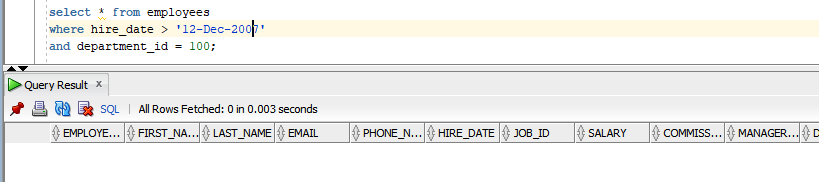 select * from employees
where hire_date > '12-Dec-2007'
and department_id = 100;
Query Result x
SQL | All Rows Fetched: 0 in 0.003 seconds
EMPLOYE... FIRST_NA... LAST_NAME EMAIL PHONE_N... HIRE_DATE JOB_ID SALARY COMMISS... MANAGER... D